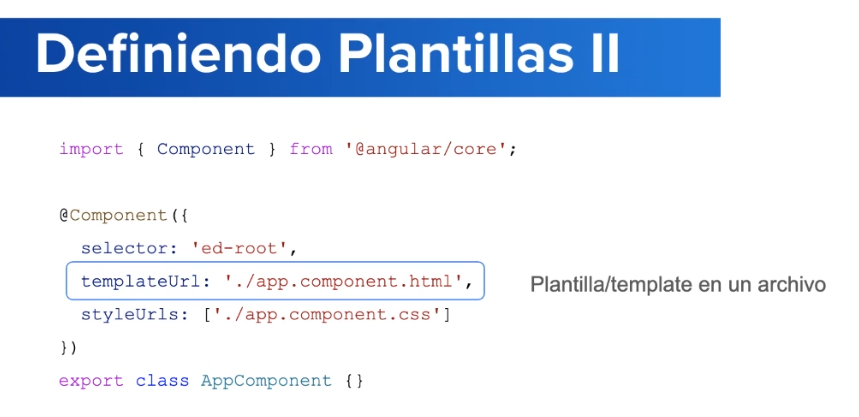 Definiendo Plantillas II
import { Component } from '@angular/core';
@Component({
selector: 'ed-root',
templateUrl: './app.component.html',
Plantilla/template en un archivo
styleUrls: ['./app.component.css']
})
export class AppComponent {}